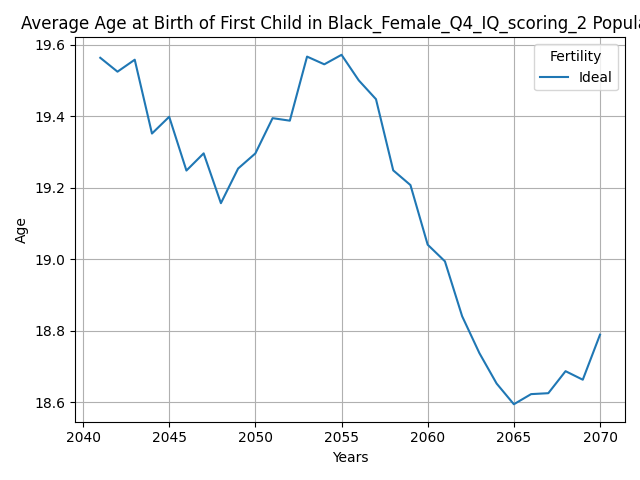 Average Age at Birth of First Child in Black_Female_Q4_IQ_scoring_2 Popula
Fertility
Ideal
19.6
19.4
19.2
19.0
18.8
18.6
Age
2040 2045 2050 2055 2060 2065 2070
Years